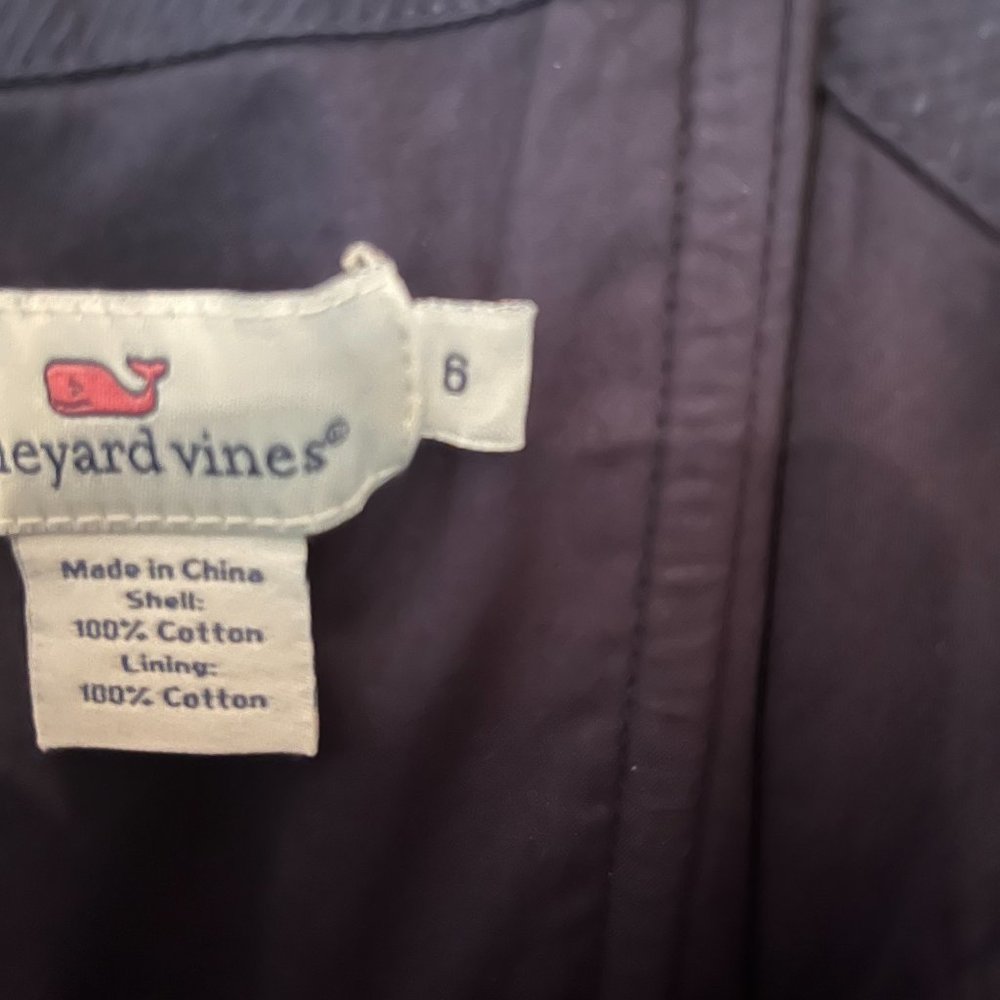 neyard vines®
6
Made in China
Shell:
100% Cotton
Lining:
100% Cotton